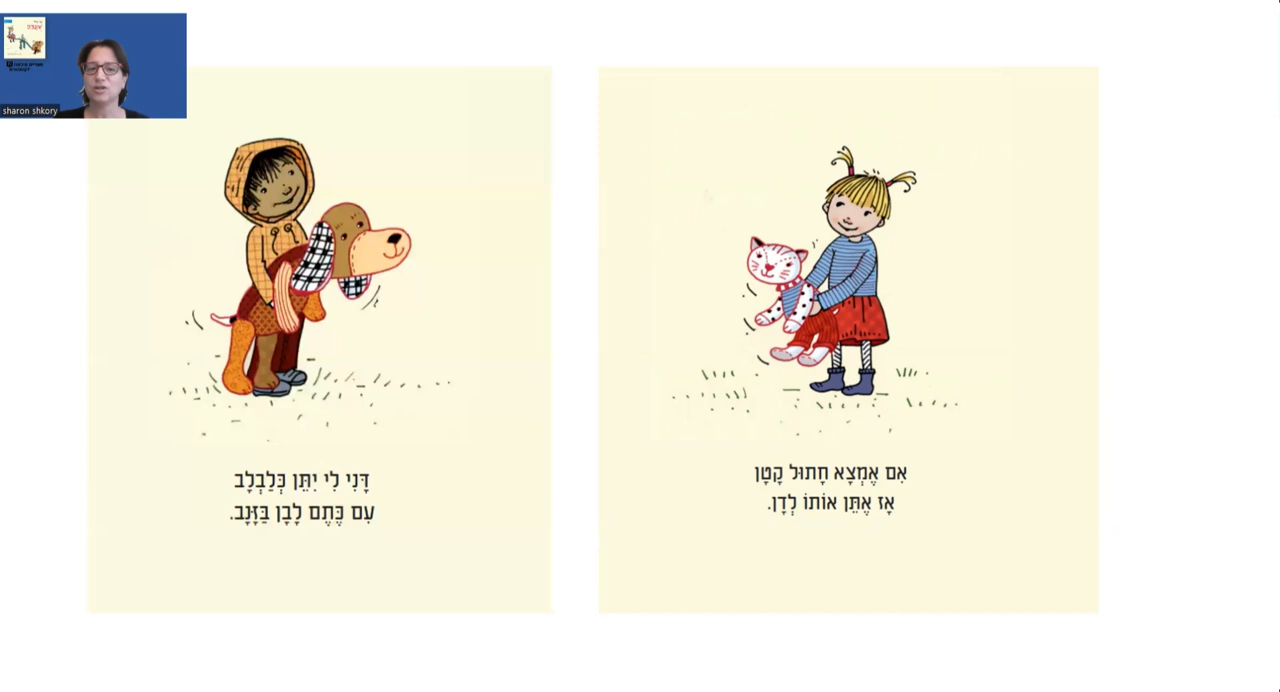 sharon shkory
אִם אֶמְצָא חָתוּל קָטָן
אָז אֶתֵּן אוֹתוֹ לְדָן.
דָּנִי לִי יִתֵּן כְּלַבְלָב
עִם כֶּתֶם לָבָן בַּזָּנָב.